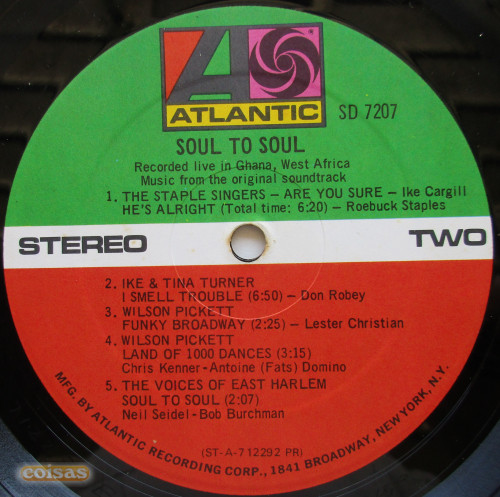 ATLANTIC
SD 7207
SOUL TO SOUL
Recorded live in Ghana, West Africa
Music from the original soundtrack
1. THE STAPLE SINGERS – ARE YOU SURE – Ike Cargill
HE'S ALRIGHT (Total time: 6:20) – Roebuck Staples
STEREO
TWO
2. IKE & TINA TURNER
I SMELL TROUBLE (6:50) – Don Robey
3. WILSON PICKETT
FUNKY BROADWAY (2:25) – Lester Christian
4. WILSON PICKETT
LAND OF 1000 DANCES (3:15)
Chris Kenner-Antoine (Fats) Domino
5. THE VOICES OF EAST HARLEM
SOUL TO SOUL (2:07)
Neil Seidel-Bob Burchman
(ST-A-712292 PR)
MFG. BY ATLANTIC RECORDING CORP., 1841 BROADWAY, NEW YORK, N.Y.
coisas